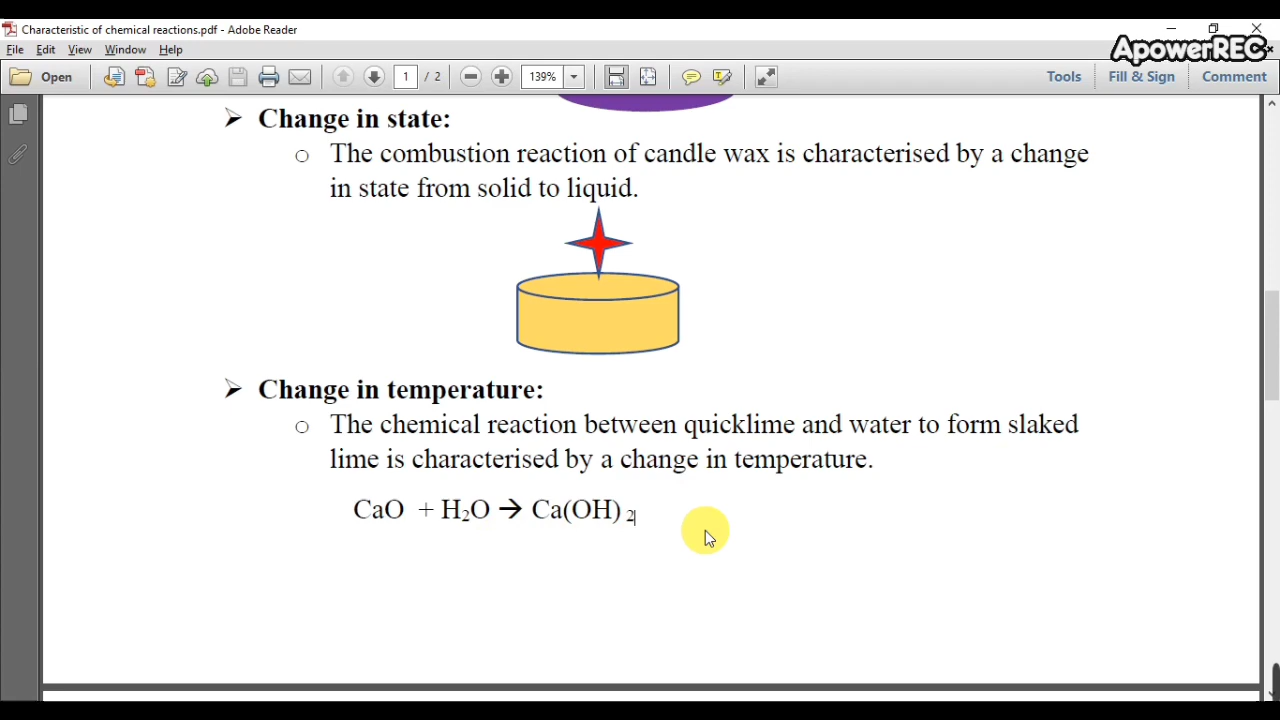 Characteristic of chemical reactions.pdf - Adobe Reader
File Edit View Window Help
ApowerREC
Open 1 / 2 139% Tools Fill & Sign Comment
➢ Change in state:
○ The combustion reaction of candle wax is characterised by a change
in state from solid to liquid.
➢ Change in temperature:
○ The chemical reaction between quicklime and water to form slaked
lime is characterised by a change in temperature.
CaO + H₂O → Ca(OH) ₂